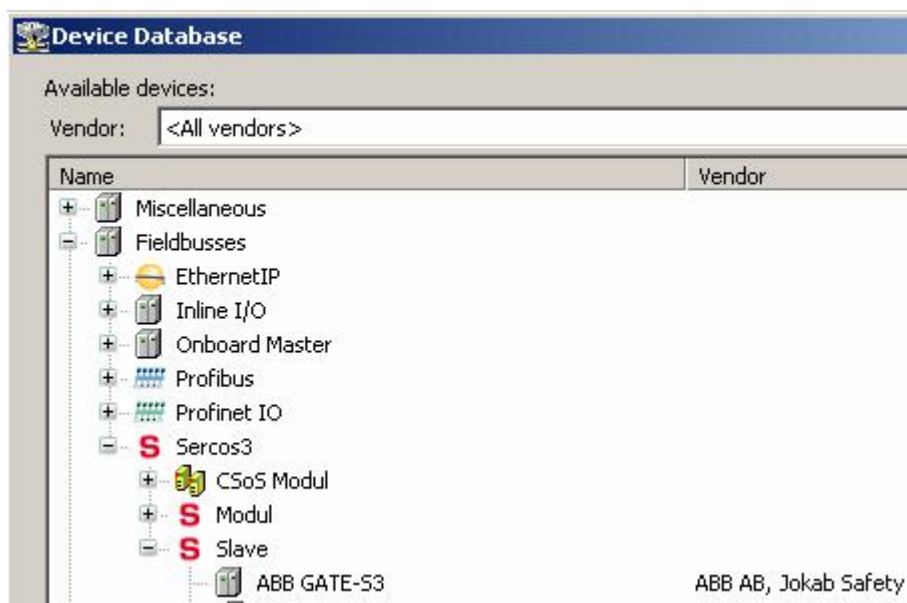 Device Database
Available devices:
Vendor: <All vendors>
Name Vendor
Miscellaneous
Fieldbusses
EthernetIP
Inline I/O
Onboard Master
Profibus
Profinet IO
S Sercos3
CSoS Modul
S Modul
S Slave
ABB GATE-S3 ABB AB, Jokab Safety